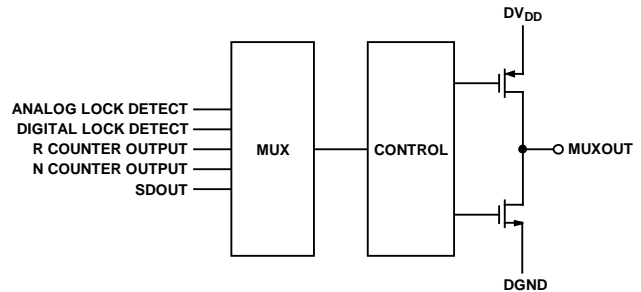 DVDD
ANALOG LOCK DETECT
DIGITAL LOCK DETECT
R COUNTER OUTPUT
N COUNTER OUTPUT
SDOUT
MUX
CONTROL
MUXOUT
DGND